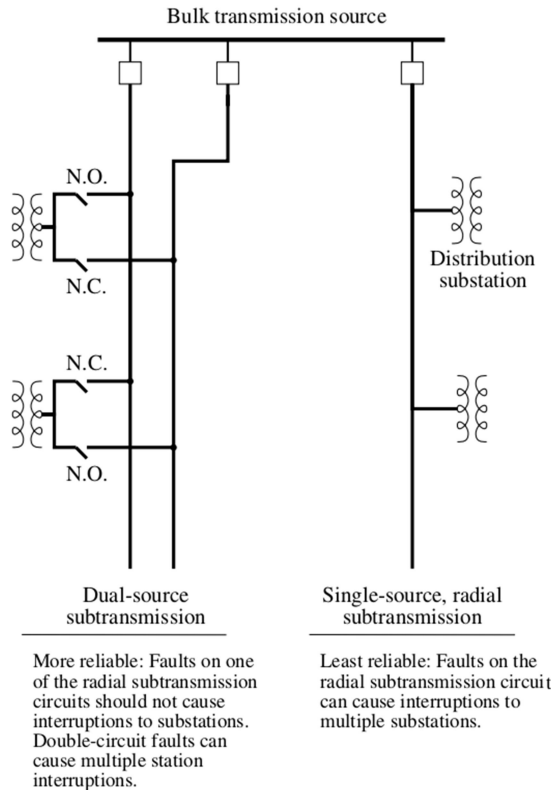 Bulk transmission source
N.O.
N.C.
Distribution
substation
N.C.
N.O.
Dual-source
subtransmission
More reliable: Faults on one
of the radial subtransmission
circuits should not cause
interruptions to substations.
Double-circuit faults can
cause multiple station
interruptions.
Single-source, radial
subtransmission
Least reliable: Faults on the
radial subtransmission circuit
can cause interruptions to
multiple substations.